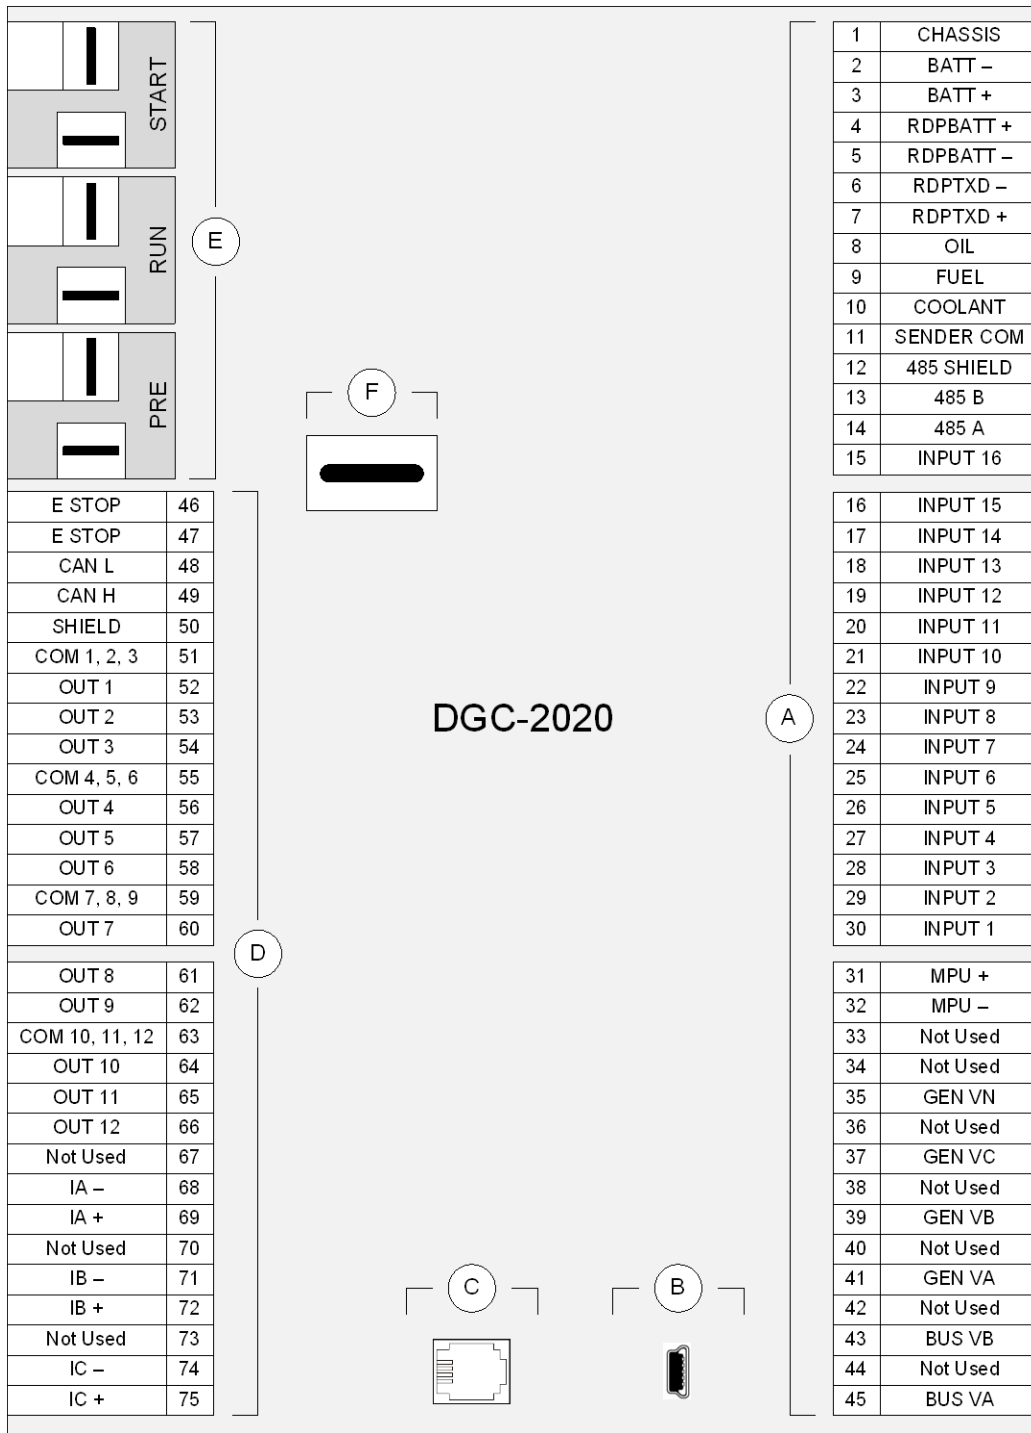 START
RUN
PRE
E
F
46 E STOP
47 E STOP
48 CAN L
49 CAN H
50 SHIELD
51 COM 1, 2, 3
52 OUT 1
53 OUT 2
54 OUT 3
55 COM 4, 5, 6
56 OUT 4
57 OUT 5
58 OUT 6
59 COM 7, 8, 9
60 OUT 7
61 OUT 8
62 OUT 9
63 COM 10, 11, 12
64 OUT 10
65 OUT 11
66 OUT 12
67 Not Used
68 IA –
69 IA +
70 Not Used
71 IB –
72 IB +
73 Not Used
74 IC –
75 IC +
D
DGC-2020
C
B
A
1 CHASSIS
2 BATT –
3 BATT +
4 RDPBATT +
5 RDPBATT –
6 RDPTXD –
7 RDPTXD +
8 OIL
9 FUEL
10 COOLANT
11 SENDER COM
12 485 SHIELD
13 485 B
14 485 A
15 INPUT 16
16 INPUT 15
17 INPUT 14
18 INPUT 13
19 INPUT 12
20 INPUT 11
21 INPUT 10
22 INPUT 9
23 INPUT 8
24 INPUT 7
25 INPUT 6
26 INPUT 5
27 INPUT 4
28 INPUT 3
29 INPUT 2
30 INPUT 1
31 MPU +
32 MPU –
33 Not Used
34 Not Used
35 GEN VN
36 Not Used
37 GEN VC
38 Not Used
39 GEN VB
40 Not Used
41 GEN VA
42 Not Used
43 BUS VB
44 Not Used
45 BUS VA